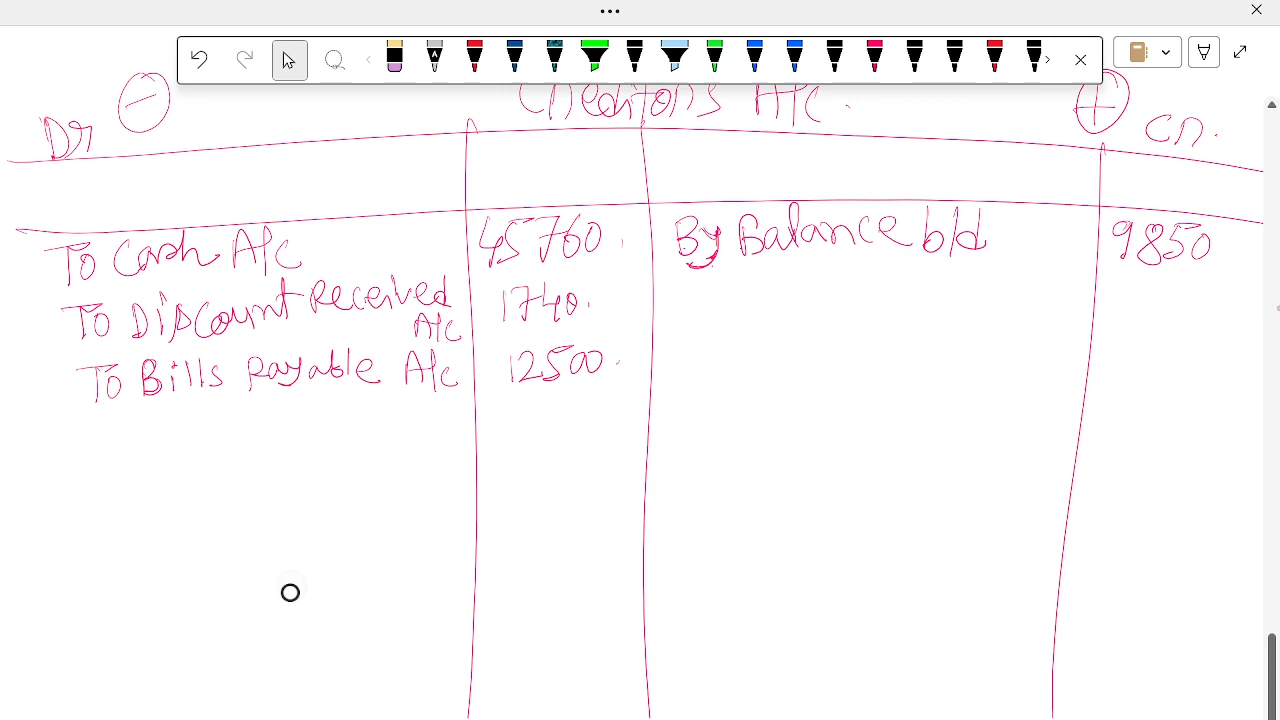 Creditors A/c.
Dr
Cr.
To Cash A/c 45760. By Balance b/d 9850
To Discount Received A/c 1740.
To Bills Payable A/c 12500.